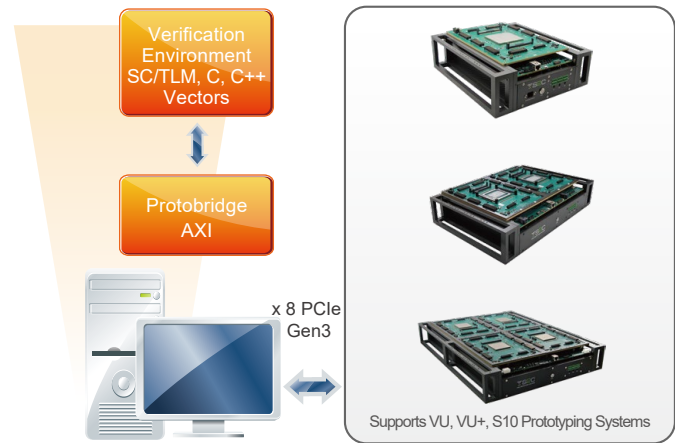 Verification
Environment
SC/TLM, C, C++
Vectors
Protobridge
AXI
x 8 PCIe
Gen3
Supports VU, VU+, S10 Prototyping Systems